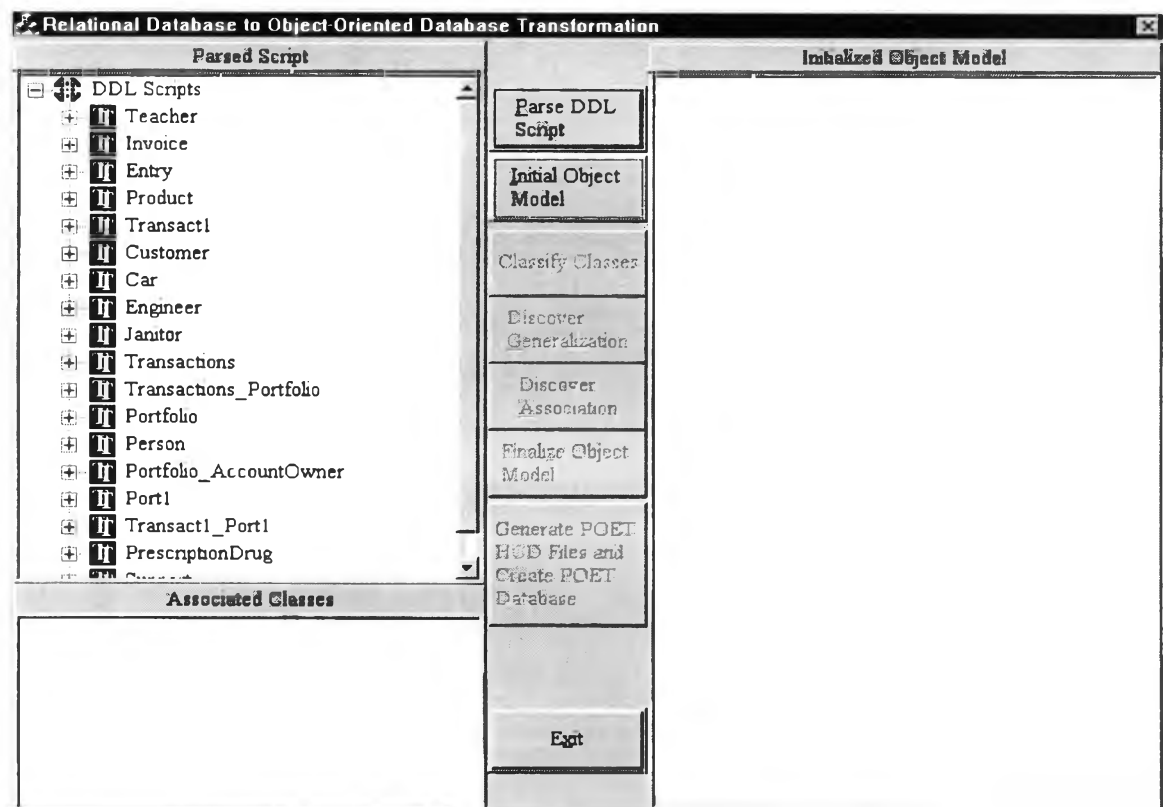 Relational Database to Object-Oriented Database Transformation
Parsed Script
DDL Scripts
Teacher
Invoice
Entry
Product
Transact1
Customer
Car
Engineer
Janitor
Transactions
Transactions_Portfolio
Portfolio
Person
Portfolio_AccountOwner
Port1
Transact1_Port1
PrescriptionDrug
Associated Classes
Parse DDL
Script
Initial Object
Model
Classify Classes
Discover
Generalization
Discover
Association
Finalize Object
Model
Generate POET
HCD Files and
Create POET
Database
Exit
Initialized Object Model